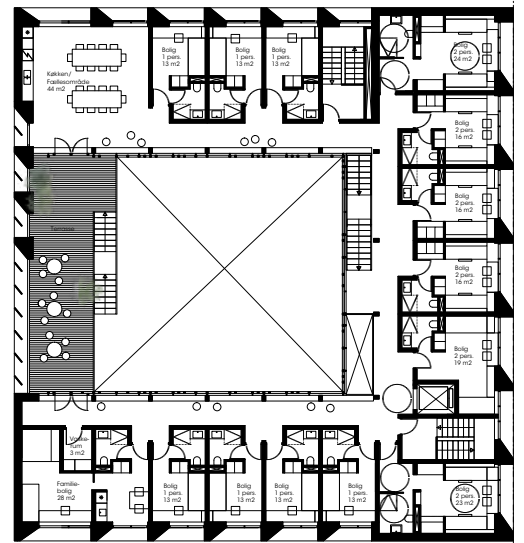 Bolig
1 pers.
13 m2
Bolig
1 pers.
13 m2
Bolig
1 pers.
13 m2
Bolig
2 pers.
24 m2
Køkken/
Fællesområde
44 m2
Bolig
2 pers.
16 m2
Bolig
2 pers.
16 m2
Terrasse
Bolig
2 pers.
16 m2
Bolig
2 pers.
19 m2
Vaske-
rum
3 m2
Familie-
bolig
28 m2
Bolig
1 pers.
13 m2
Bolig
1 pers.
13 m2
Bolig
1 pers.
13 m2
Bolig
1 pers.
13 m2
Bolig
2 pers.
23 m2